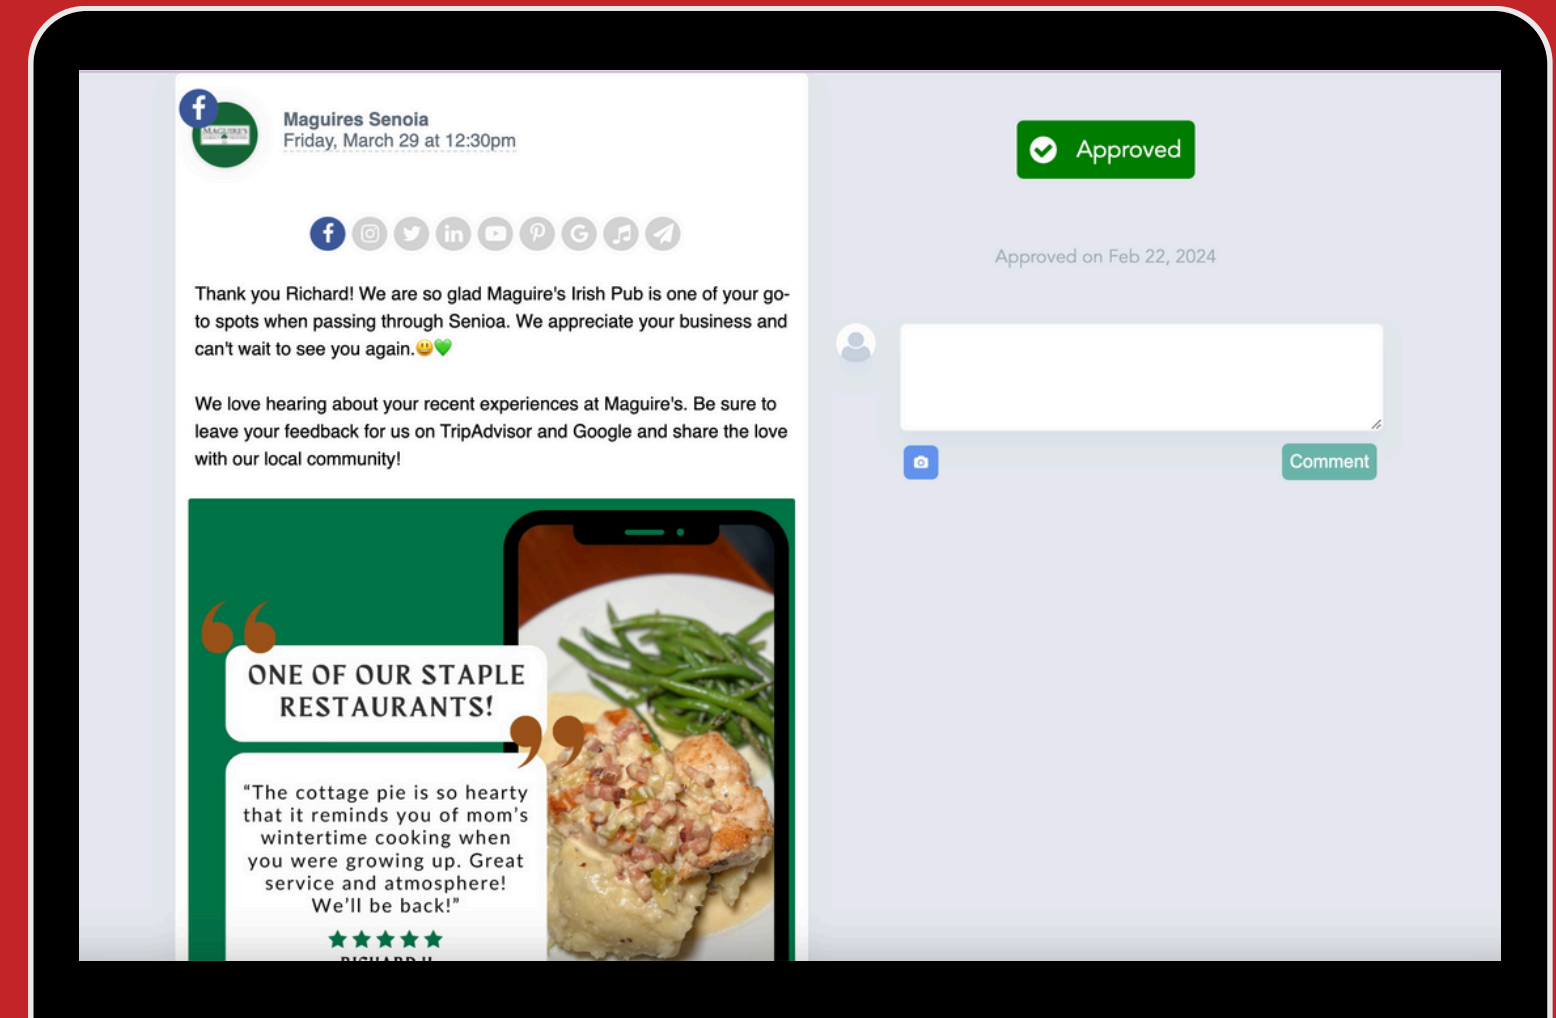 MAGUIRE'S
Maguires Senoia
Friday, March 29 at 12:30pm
Approved
Approved on Feb 22, 2024
Thank you Richard! We are so glad Maguire's Irish Pub is one of your go-
to spots when passing through Senioa. We appreciate your business and
can't wait to see you again.😃💚
We love hearing about your recent experiences at Maguire's. Be sure to
leave your feedback for us on TripAdvisor and Google and share the love
with our local community!
Comment
ONE OF OUR STAPLE
RESTAURANTS!
“The cottage pie is so hearty
that it reminds you of mom’s
wintertime cooking when
you were growing up. Great
service and atmosphere!
We’ll be back!”